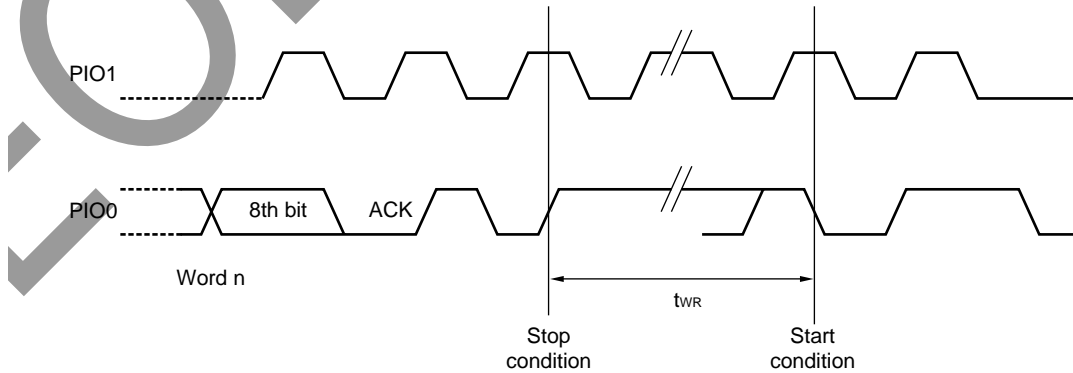 PIO1
PIO0
8th bit
ACK
Word n
tWR
Stop
condition
Start
condition